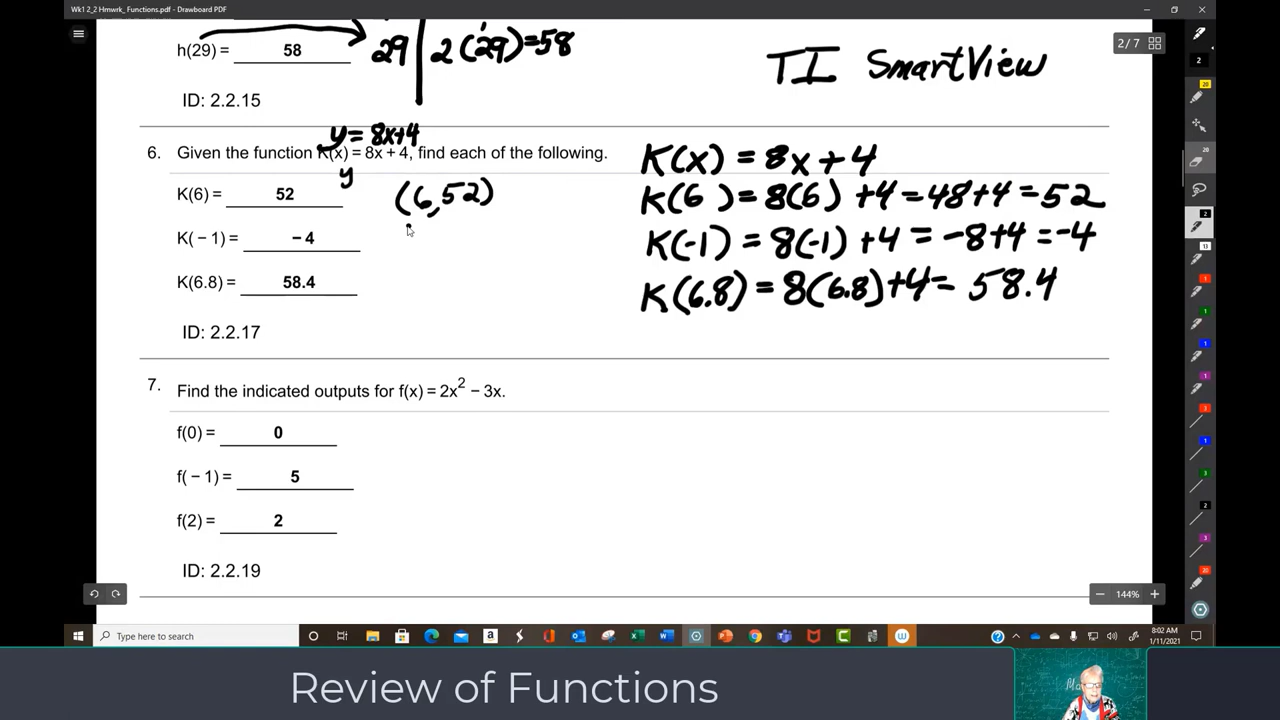 Wk1 2_2 Hmwrk_ Functions.pdf - Drawboard PDF
2/7
h(29) = 58
29 | 2(29)=58
TI SmartView
ID: 2.2.15
y = 8x+4
6. Given the function K(x) = 8x + 4, find each of the following.
y
K(x) = 8x+4
K(6) = 52
(6,52)
K(6) = 8(6) +4 = 48+4 = 52
K( − 1) = − 4
K(-1) = 8(-1) +4 = -8+4 = -4
K(6.8) = 58.4
K(6.8) = 8(6.8)+4 = 58.4
ID: 2.2.17
7. Find the indicated outputs for f(x) = 2x² − 3x.
f(0) = 0
f( − 1) = 5
f(2) = 2
ID: 2.2.19
144%
Type here to search
8:02 AM
1/11/2021
Review of Functions